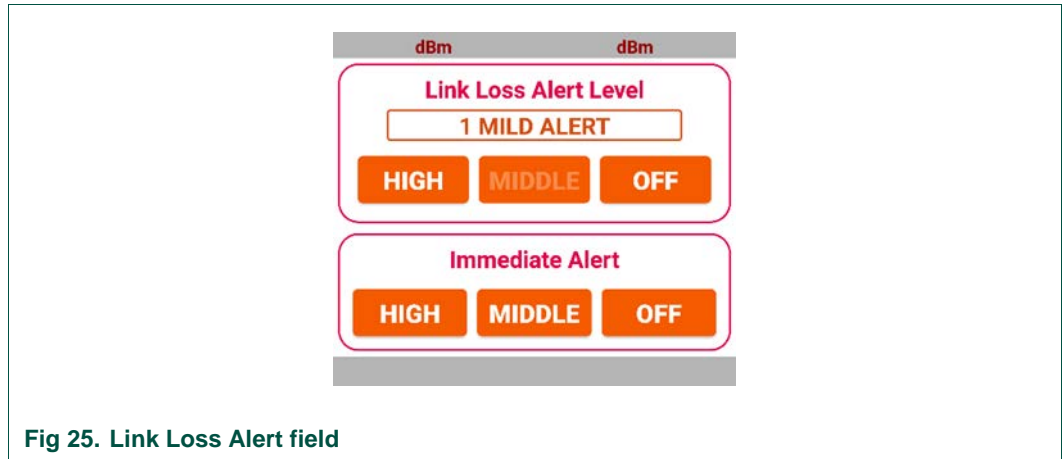 dBm dBm
Link Loss Alert Level
1 MILD ALERT
HIGH MIDDLE OFF
Immediate Alert
HIGH MIDDLE OFF
Fig 25. Link Loss Alert field